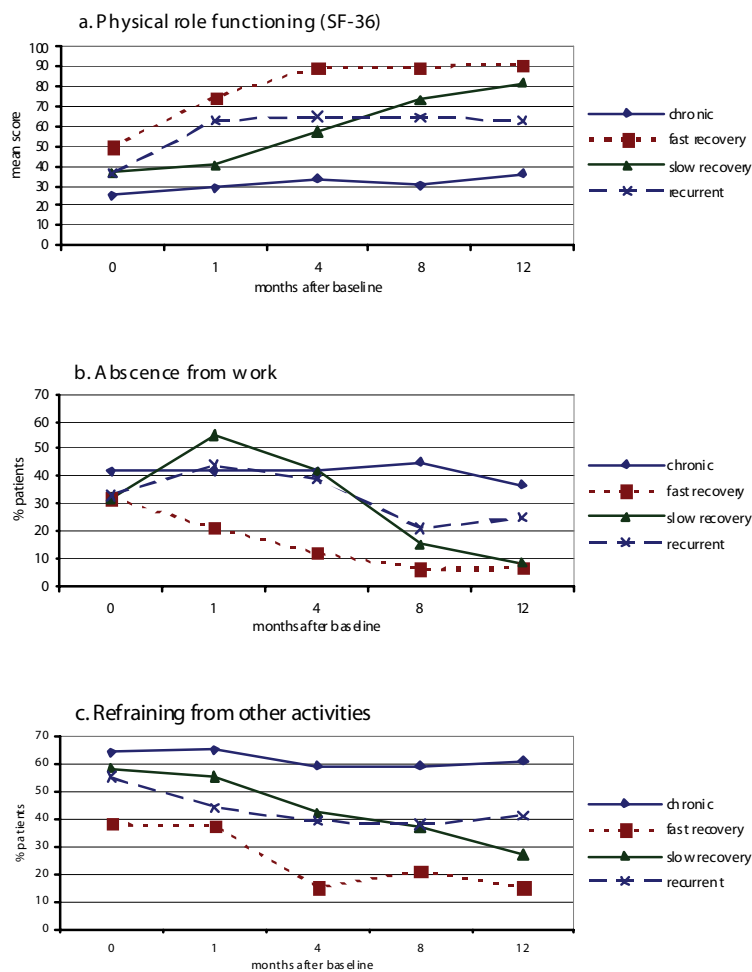 a. Physical role functioning (SF-36)
100
90
80
70
60
50
40
30
20
10
0
mean score
0 1 4 8 12
months after baseline
chronic
fast recovery
slow recovery
recurrent
b. Abscence from work
70
60
50
40
30
20
10
0
% patients
0 1 4 8 12
months after baseline
chronic
fast recovery
slow recovery
recurrent
c. Refraining from other activities
70
60
50
40
30
20
10
0
% patients
0 1 4 8 12
months after baseline
chronic
fast recovery
slow recovery
recurrent